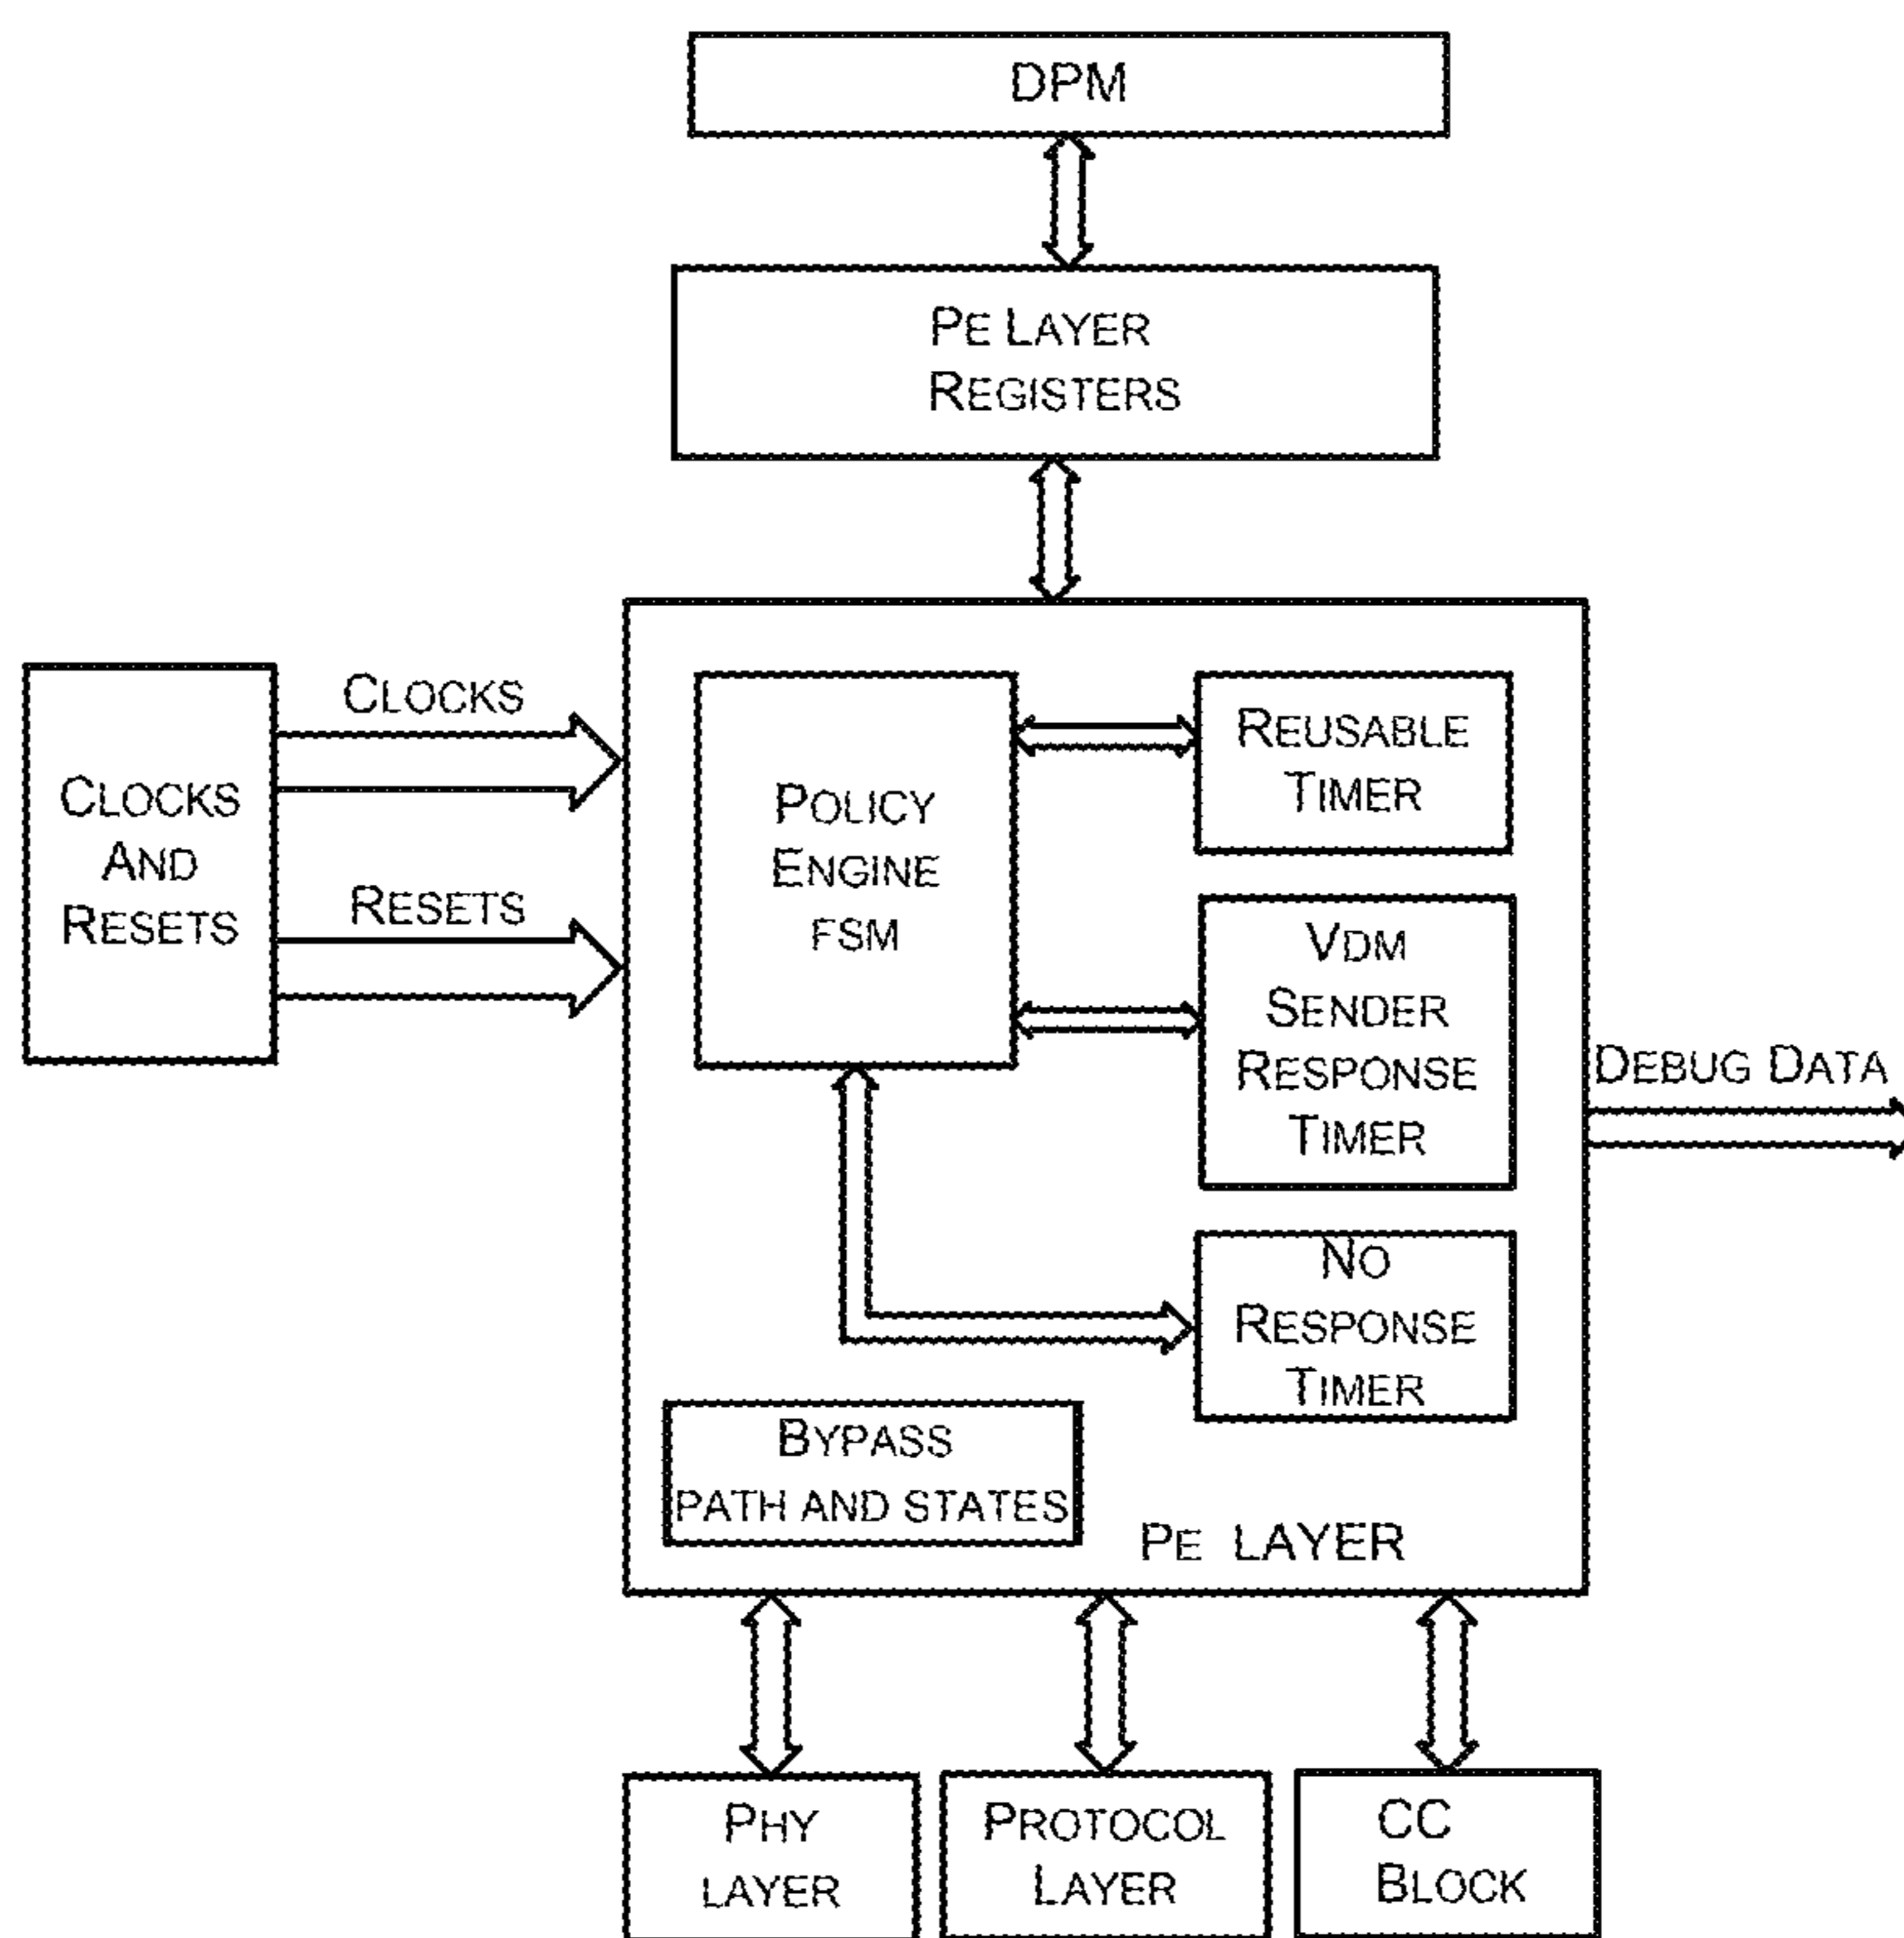 DPM
PE LAYER
REGISTERS
CLOCKS
AND
RESETS
CLOCKS
RESETS
POLICY
ENGINE
FSM
REUSABLE
TIMER
VDM
SENDER
RESPONSE
TIMER
NO
RESPONSE
TIMER
BYPASS
PATH AND STATES
PE LAYER
DEBUG DATA
PHY
LAYER
PROTOCOL
LAYER
CC
BLOCK